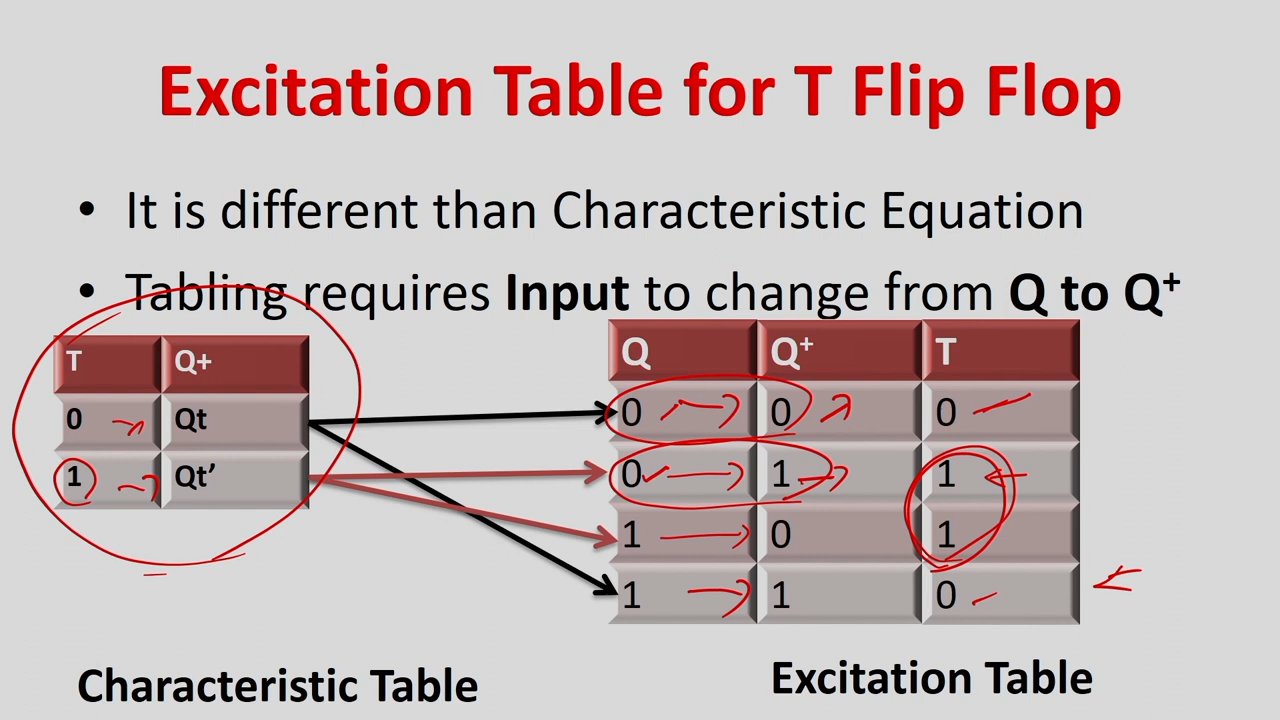 Excitation Table for T Flip Flop
• It is different than Characteristic Equation
• Tabling requires Input to change from Q to Q⁺
T Q+
0 Qt
1 Qt’
Q Q⁺ T
0 0 0
0 1 1
1 0 1
1 1 0
Characteristic Table
Excitation Table